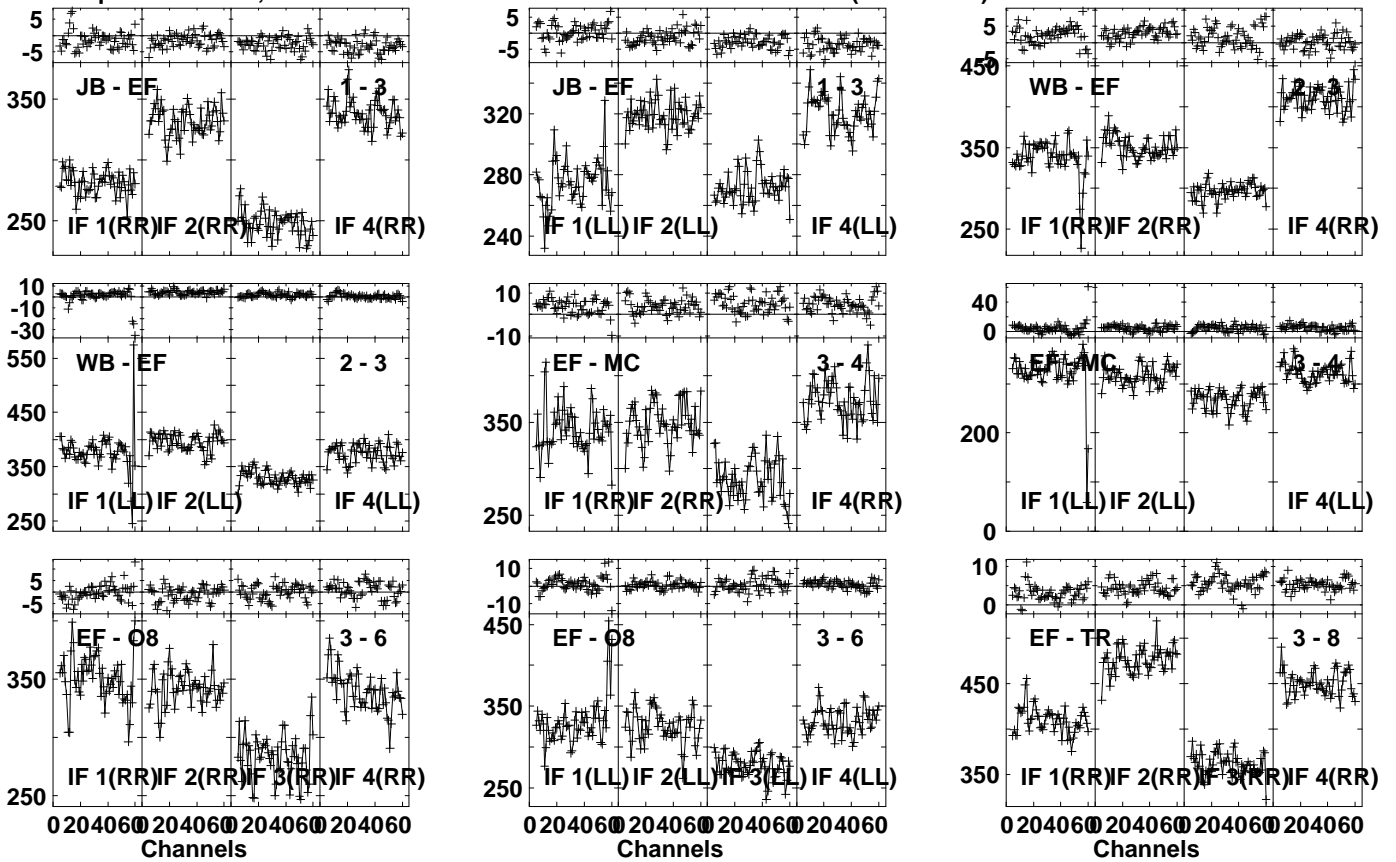 5 5 5
-5 -5
JB - EF 1 - 3 JB - EF 1 - 3 450 WB - EF 2 - 3
350 320 350
280
250 IF 1(RR) IF 2(RR) IF 4(RR) 240 IF 1(LL) IF 2(LL) IF 4(LL) 250 IF 1(RR) IF 2(RR) IF 4(RR)
10 10 40
-10 -10 0
-30
550 WB - EF 2 - 3 EF - MC 3 - 4 EF - MC 3 - 4
450 350 200
350
250 IF 1(LL) IF 2(LL) IF 4(LL) 250 IF 1(RR) IF 2(RR) IF 4(RR) 0 IF 1(LL) IF 2(LL) IF 4(LL)
5 10 10
-5 -10 0
EF - O8 3 - 6 450 EF - O8 3 - 6 EF - TR 3 - 8
350 350 450
250 IF 1(RR) IF 2(RR) IF 3(RR) IF 4(RR) 250 IF 1(LL) IF 2(LL) IF 3(LL) IF 4(LL) 350 IF 1(RR) IF 2(RR) IF 3(RR) IF 4(RR)
0 20 40 60 0 20 40 60 0 20 40 60 0 20 40 60 0 20 40 60 0 20 40 60 0 20 40 60 0 20 40 60 0 20 40 60 0 20 40 60 0 20 40 60 0 20 40 60
Channels Channels Channels